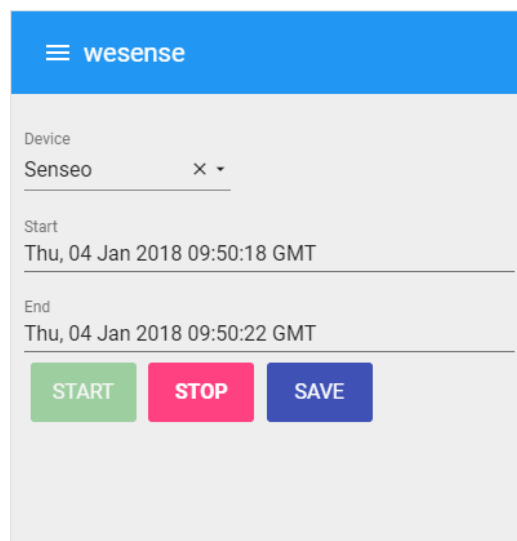 wesense
Device
Senseo
Start
Thu, 04 Jan 2018 09:50:18 GMT
End
Thu, 04 Jan 2018 09:50:22 GMT
START STOP SAVE